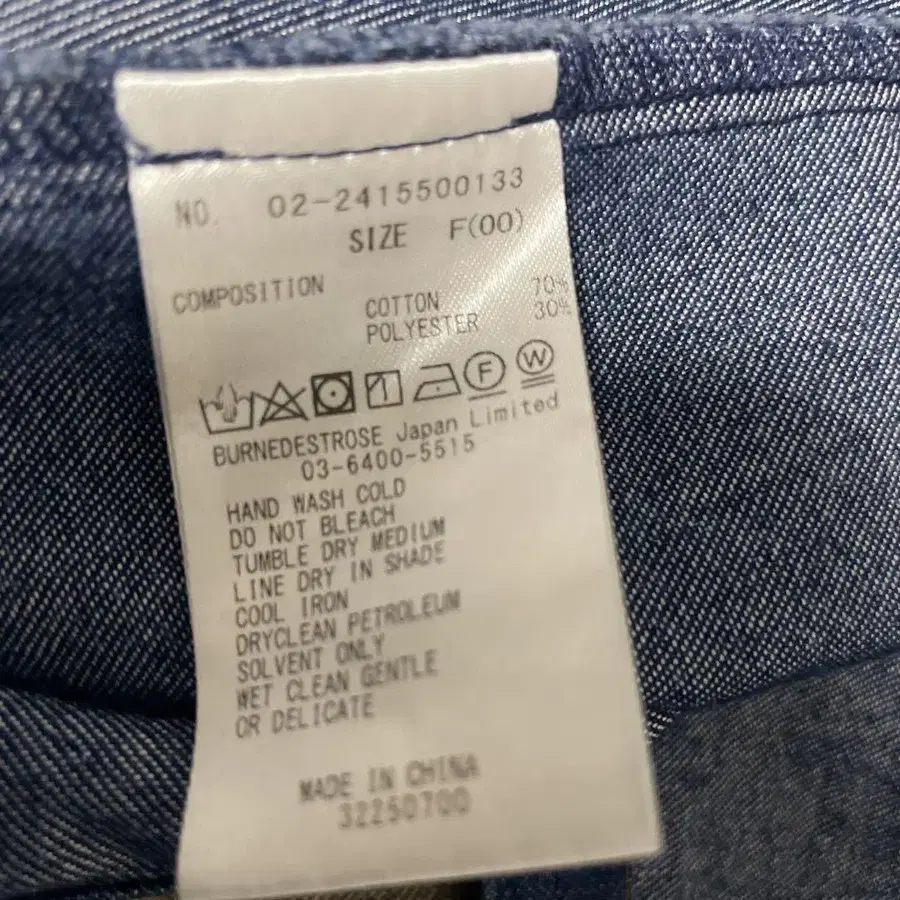 NO. 02-2415500133
SIZE F(00)
COMPOSITION
COTTON 70%
POLYESTER 30%
F W
BURNEDESTROSE Japan Limited
03-6400-5515
HAND WASH COLD
DO NOT BLEACH
TUMBLE DRY MEDIUM
LINE DRY IN SHADE
COOL IRON
DRYCLEAN PETROLEUM
SOLVENT ONLY
WET CLEAN GENTLE
OR DELICATE
MADE IN CHINA
32250700